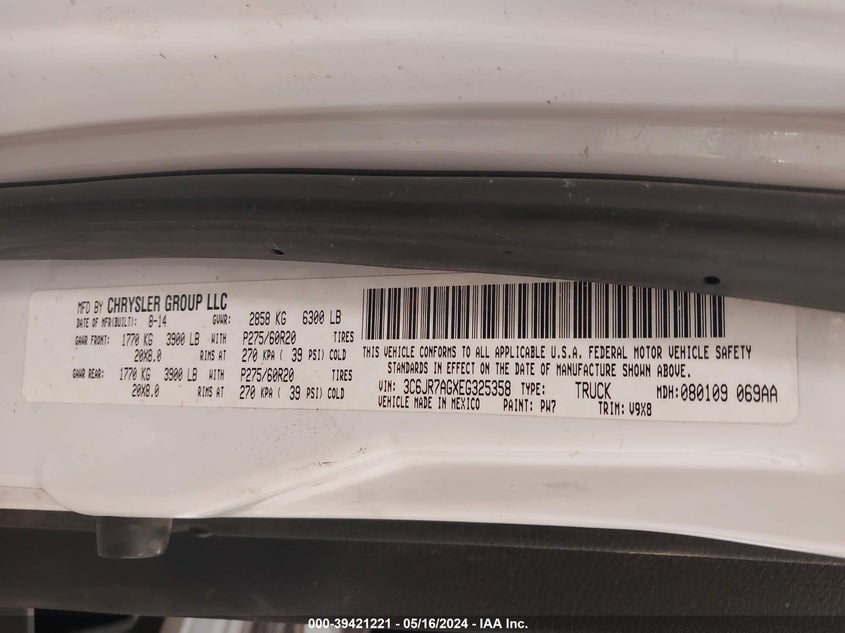 MFD BY CHRYSLER GROUP LLC
DATE OF MFR(BUILT): 8-14 GVWR: 2858 KG 6300 LB
GAWR FRONT: 1770 KG 3900 LB WITH P275/60R20 TIRES
20X8.0 RIMS AT 270 KPA ( 39 PSI) COLD
GAWR REAR: 1770 KG 3900 LB WITH P275/60R20 TIRES
20X8.0 RIMS AT 270 KPA ( 39 PSI) COLD
THIS VEHICLE CONFORMS TO ALL APPLICABLE U.S.A. FEDERAL MOTOR VEHICLE SAFETY
STANDARDS IN EFFECT ON THE DATE OF MANUFACTURE SHOWN ABOVE.
VIN: 3C6JR7AGXEG325358 TYPE: TRUCK MDH: 080109 069AA
VEHICLE MADE IN MEXICO PAINT: PW7 TRIM: V9X8
000-39421221 - 05/16/2024 - IAA Inc.